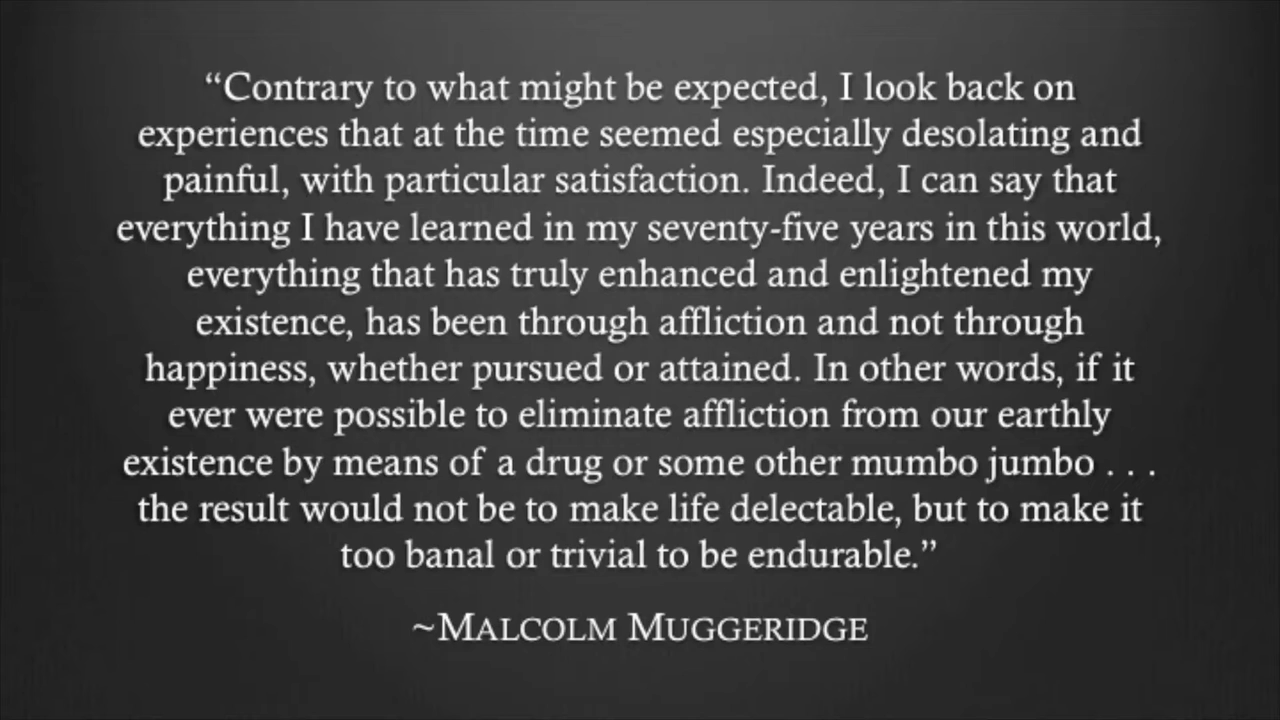 “Contrary to what might be expected, I look back on
experiences that at the time seemed especially desolating and
painful, with particular satisfaction. Indeed, I can say that
everything I have learned in my seventy-five years in this world,
everything that has truly enhanced and enlightened my
existence, has been through affliction and not through
happiness, whether pursued or attained. In other words, if it
ever were possible to eliminate affliction from our earthly
existence by means of a drug or some other mumbo jumbo . . .
the result would not be to make life delectable, but to make it
too banal or trivial to be endurable.”
~MALCOLM MUGGERIDGE